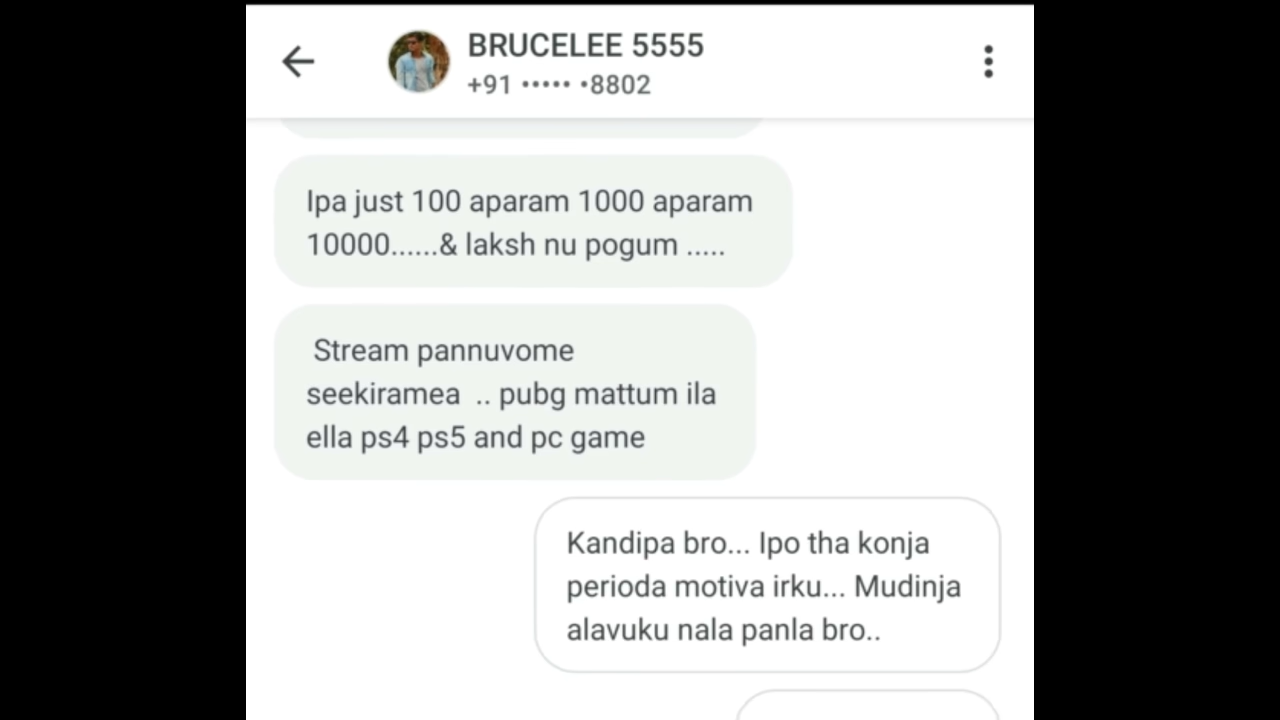 BRUCELEE 5555
+91 ••••• •8802
Ipa just 100 aparam 1000 aparam
10000......& laksh nu pogum .....
Stream pannuvome
seekiramea .. pubg mattum ila
ella ps4 ps5 and pc game
Kandipa bro... Ipo tha konja
perioda motiva irku... Mudinja
alavuku nala panla bro..